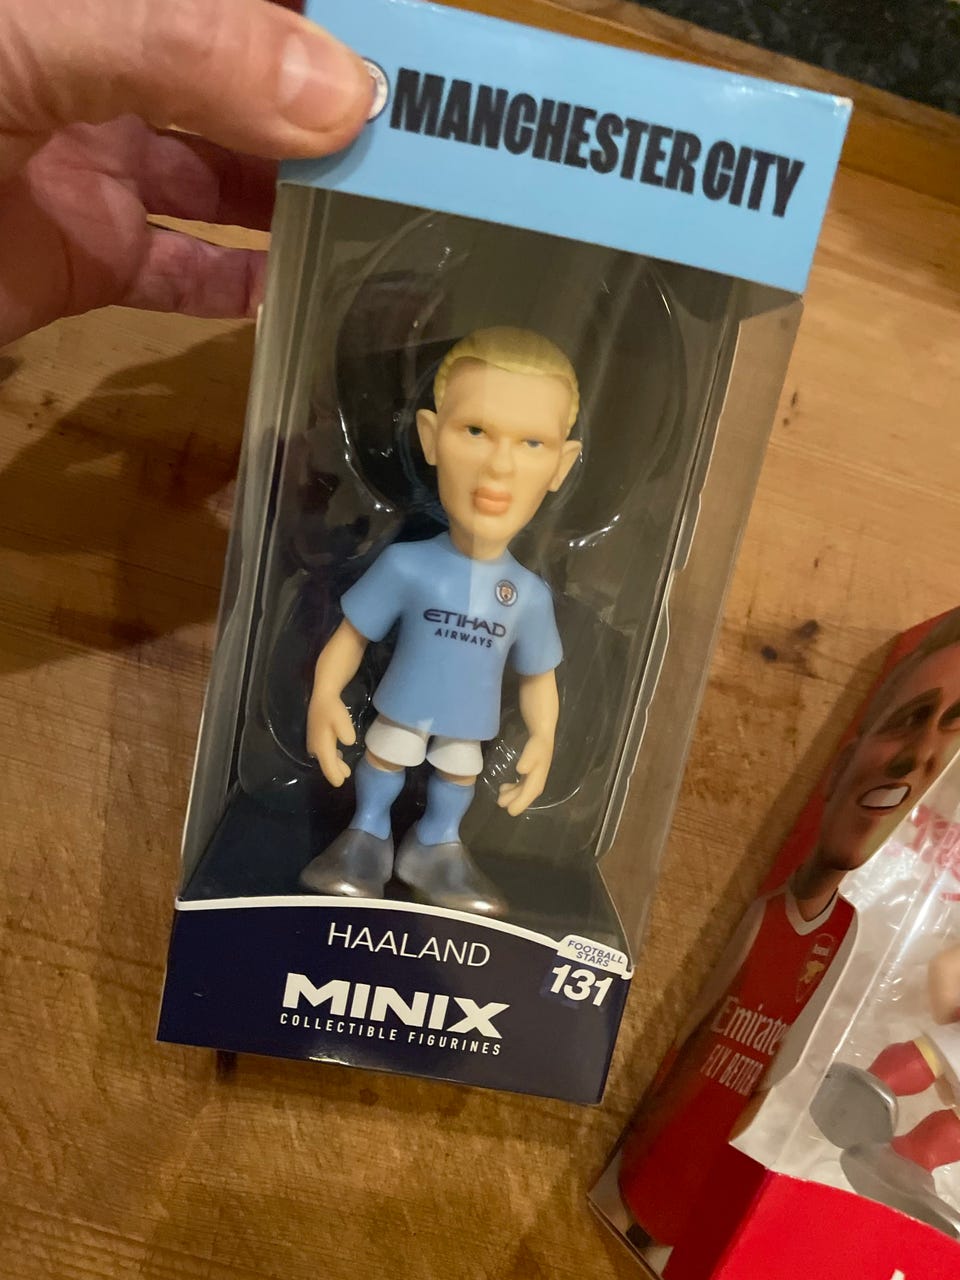 MANCHESTER CITY
ETIHAD
AIRWAYS
HAALAND
FOOTBALL
STARS
131
MINIX
COLLECTIBLE FIGURINES
Emirates
FLY BETTER